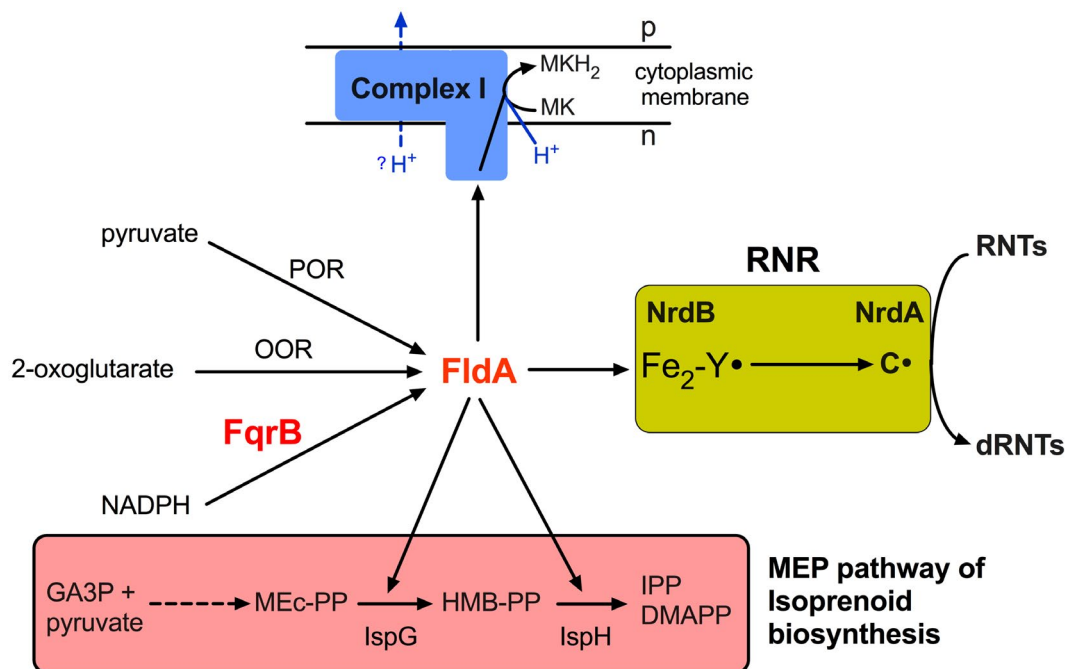 p
Complex I
MKH₂
MK
cytoplasmic
membrane
n
? H⁺
H⁺
pyruvate
POR
2-oxoglutarate
OOR
FldA
FqrB
NADPH
RNR
NrdB
NrdA
Fe₂-Y•
C•
RNTs
dRNTs
GA3P +
pyruvate
MEc-PP
IspG
HMB-PP
IspH
IPP
DMAPP
MEP pathway of
Isoprenoid
biosynthesis